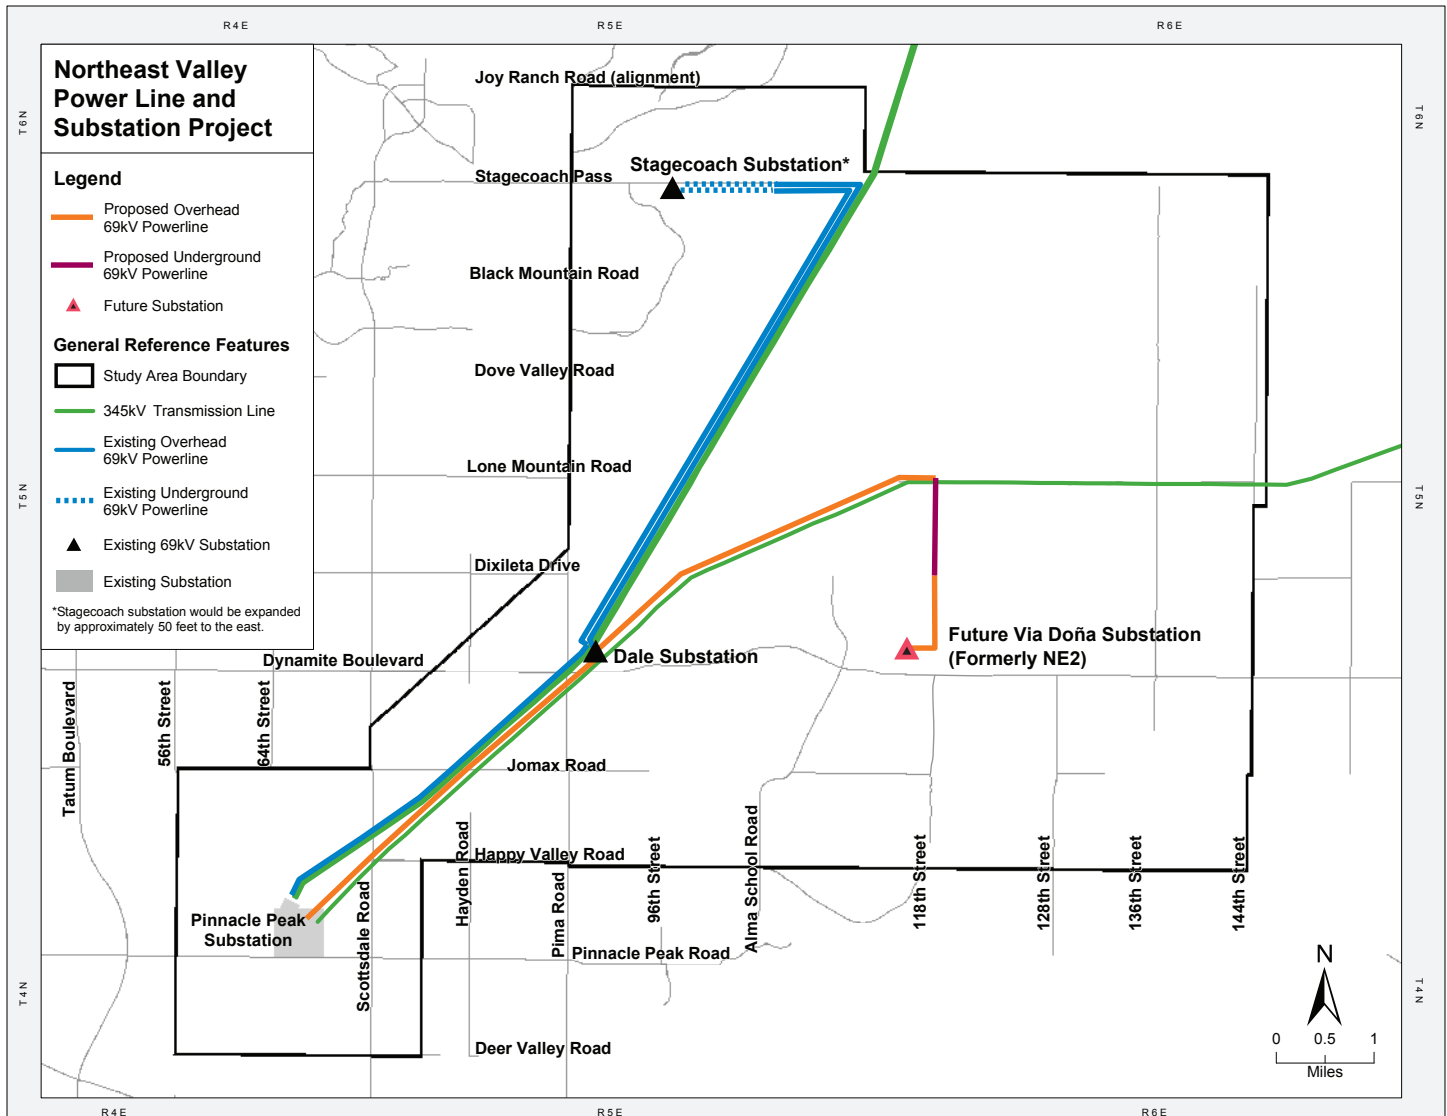 R4E
R5E
R6E
T6N
T6N
Northeast Valley
Power Line and
Substation Project
Legend
Proposed Overhead
69kV Powerline
Proposed Underground
69kV Powerline
Future Substation
General Reference Features
Study Area Boundary
345kV Transmission Line
Existing Overhead
69kV Powerline
Existing Underground
69kV Powerline
Existing 69kV Substation
Existing Substation
*Stagecoach substation would be expanded
by approximately 50 feet to the east.
Joy Ranch Road (alignment)
Stagecoach Substation*
Stagecoach Pass
Black Mountain Road
Dove Valley Road
Lone Mountain Road
T5N
T5N
Dixileta Drive
Future Via Doña Substation
(Formerly NE2)
Dale Substation
Dynamite Boulevard
Tatum Boulevard
56th Street
64th Street
Jomax Road
Happy Valley Road
Scottsdale Road
Hayden Road
Pima Road
96th Street
Alma School Road
118th Street
128th Street
136th Street
144th Street
Pinnacle Peak
Substation
Pinnacle Peak Road
Deer Valley Road
N
0 0.5 1
Miles
T4N
T4N
R4E
R5E
R6E